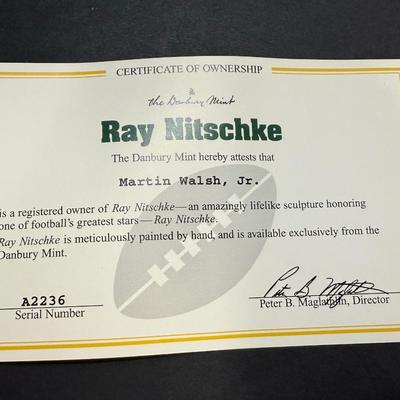 CERTIFICATE OF OWNERSHIP
the Danbury Mint
Ray Nitschke
The Danbury Mint hereby attests that
Martin Walsh, Jr.
is a registered owner of Ray Nitschke—an amazingly lifelike sculpture honoring
one of football's greatest stars—Ray Nitschke.
Ray Nitschke is meticulously painted by hand, and is available exclusively from the
Danbury Mint.
A2236
Serial Number
Peter B. Maglathlin, Director